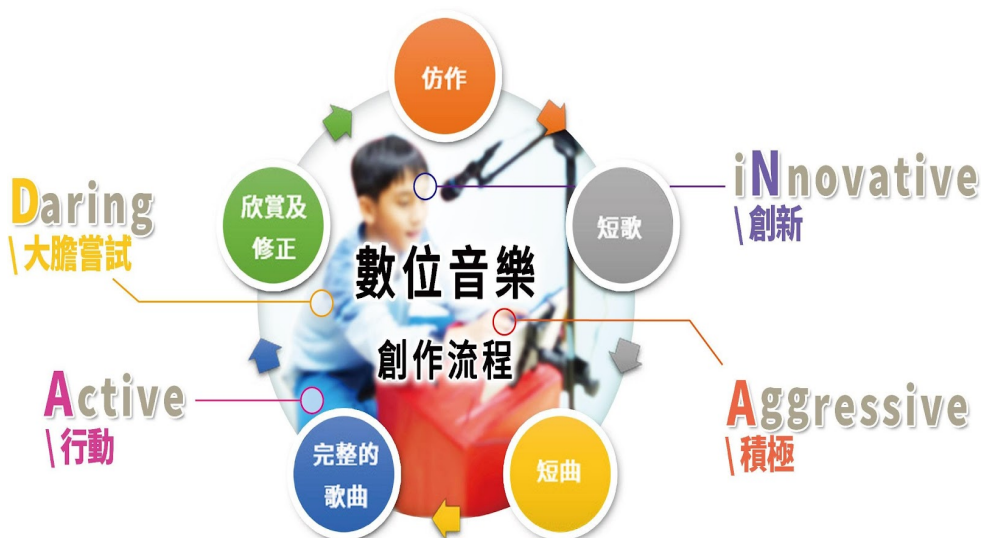 仿作
Daring
\大膽嘗試
欣賞及
修正
短歌
iNnovative
\創新
數位音樂
創作流程
Active
\行動
Aggressive
\積極
完整的
歌曲
短曲